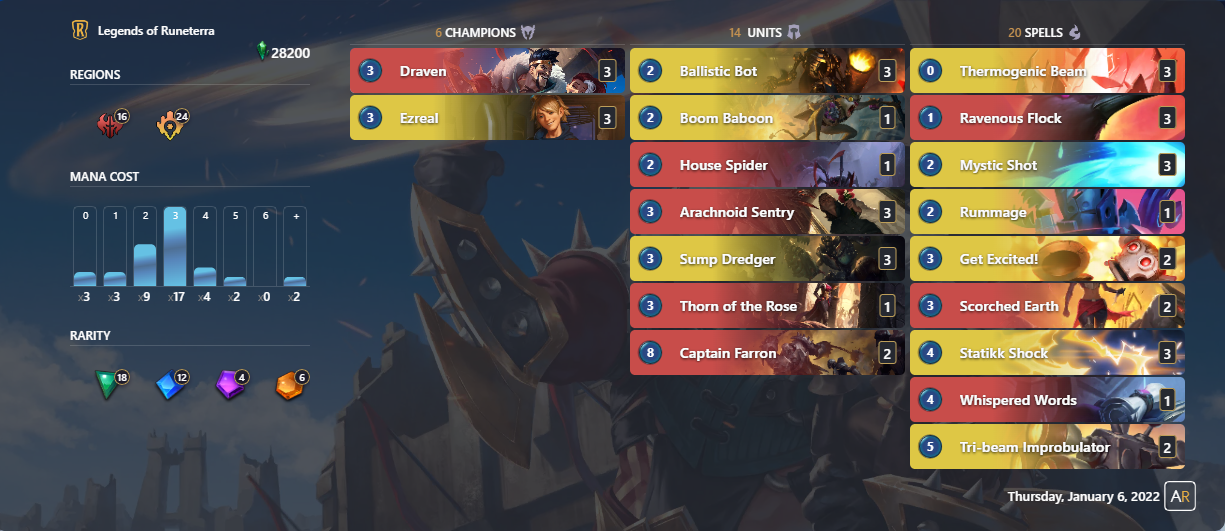 R Legends of Runeterra
28200
REGIONS
16 24
MANA COST
0 1 2 3 4 5 6 +
x3 x3 x9 x17 x4 x2 x0 x2
RARITY
18 12 4 6
6 CHAMPIONS
3 Draven 3
3 Ezreal 3
14 UNITS
2 Ballistic Bot 3
2 Boom Baboon 1
2 House Spider 1
3 Arachnoid Sentry 3
3 Sump Dredger 3
3 Thorn of the Rose 1
8 Captain Farron 2
20 SPELLS
0 Thermogenic Beam 3
1 Ravenous Flock 3
2 Mystic Shot 3
2 Rummage 1
3 Get Excited! 2
3 Scorched Earth 2
4 Statikk Shock 3
4 Whispered Words 1
5 Tri-beam Improbulator 2
Thursday, January 6, 2022 AR